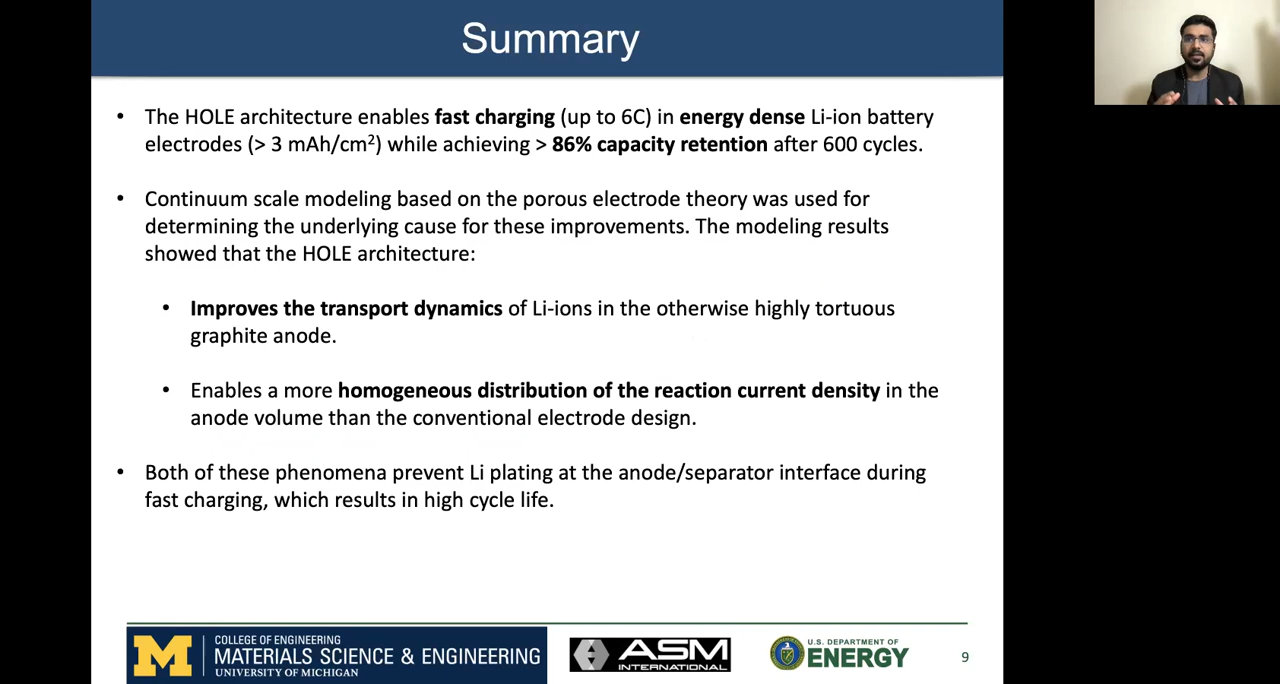 Summary
• The HOLE architecture enables fast charging (up to 6C) in energy dense Li-ion battery
electrodes (> 3 mAh/cm²) while achieving > 86% capacity retention after 600 cycles.
• Continuum scale modeling based on the porous electrode theory was used for
determining the underlying cause for these improvements. The modeling results
showed that the HOLE architecture:
• Improves the transport dynamics of Li-ions in the otherwise highly tortuous
graphite anode.
• Enables a more homogeneous distribution of the reaction current density in the
anode volume than the conventional electrode design.
• Both of these phenomena prevent Li plating at the anode/separator interface during
fast charging, which results in high cycle life.
M
COLLEGE OF ENGINEERING
MATERIALS SCIENCE & ENGINEERING
UNIVERSITY OF MICHIGAN
ASM
INTERNATIONAL
U.S. DEPARTMENT OF
ENERGY
9